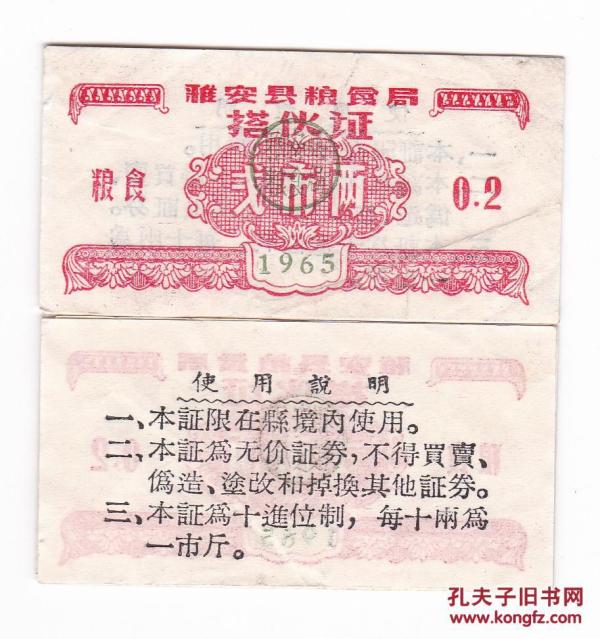 雅安县粮食局
搭伙证
粮食 贰市两 0.2
1965
使用說明
一、本証限在縣境內使用。
二、本証爲无价証券，不得買賣、
僞造、塗改和掉換其他証券。
三、本証爲十進位制，每十兩爲
一市斤。
孔夫子旧书网
www.kongfz.com